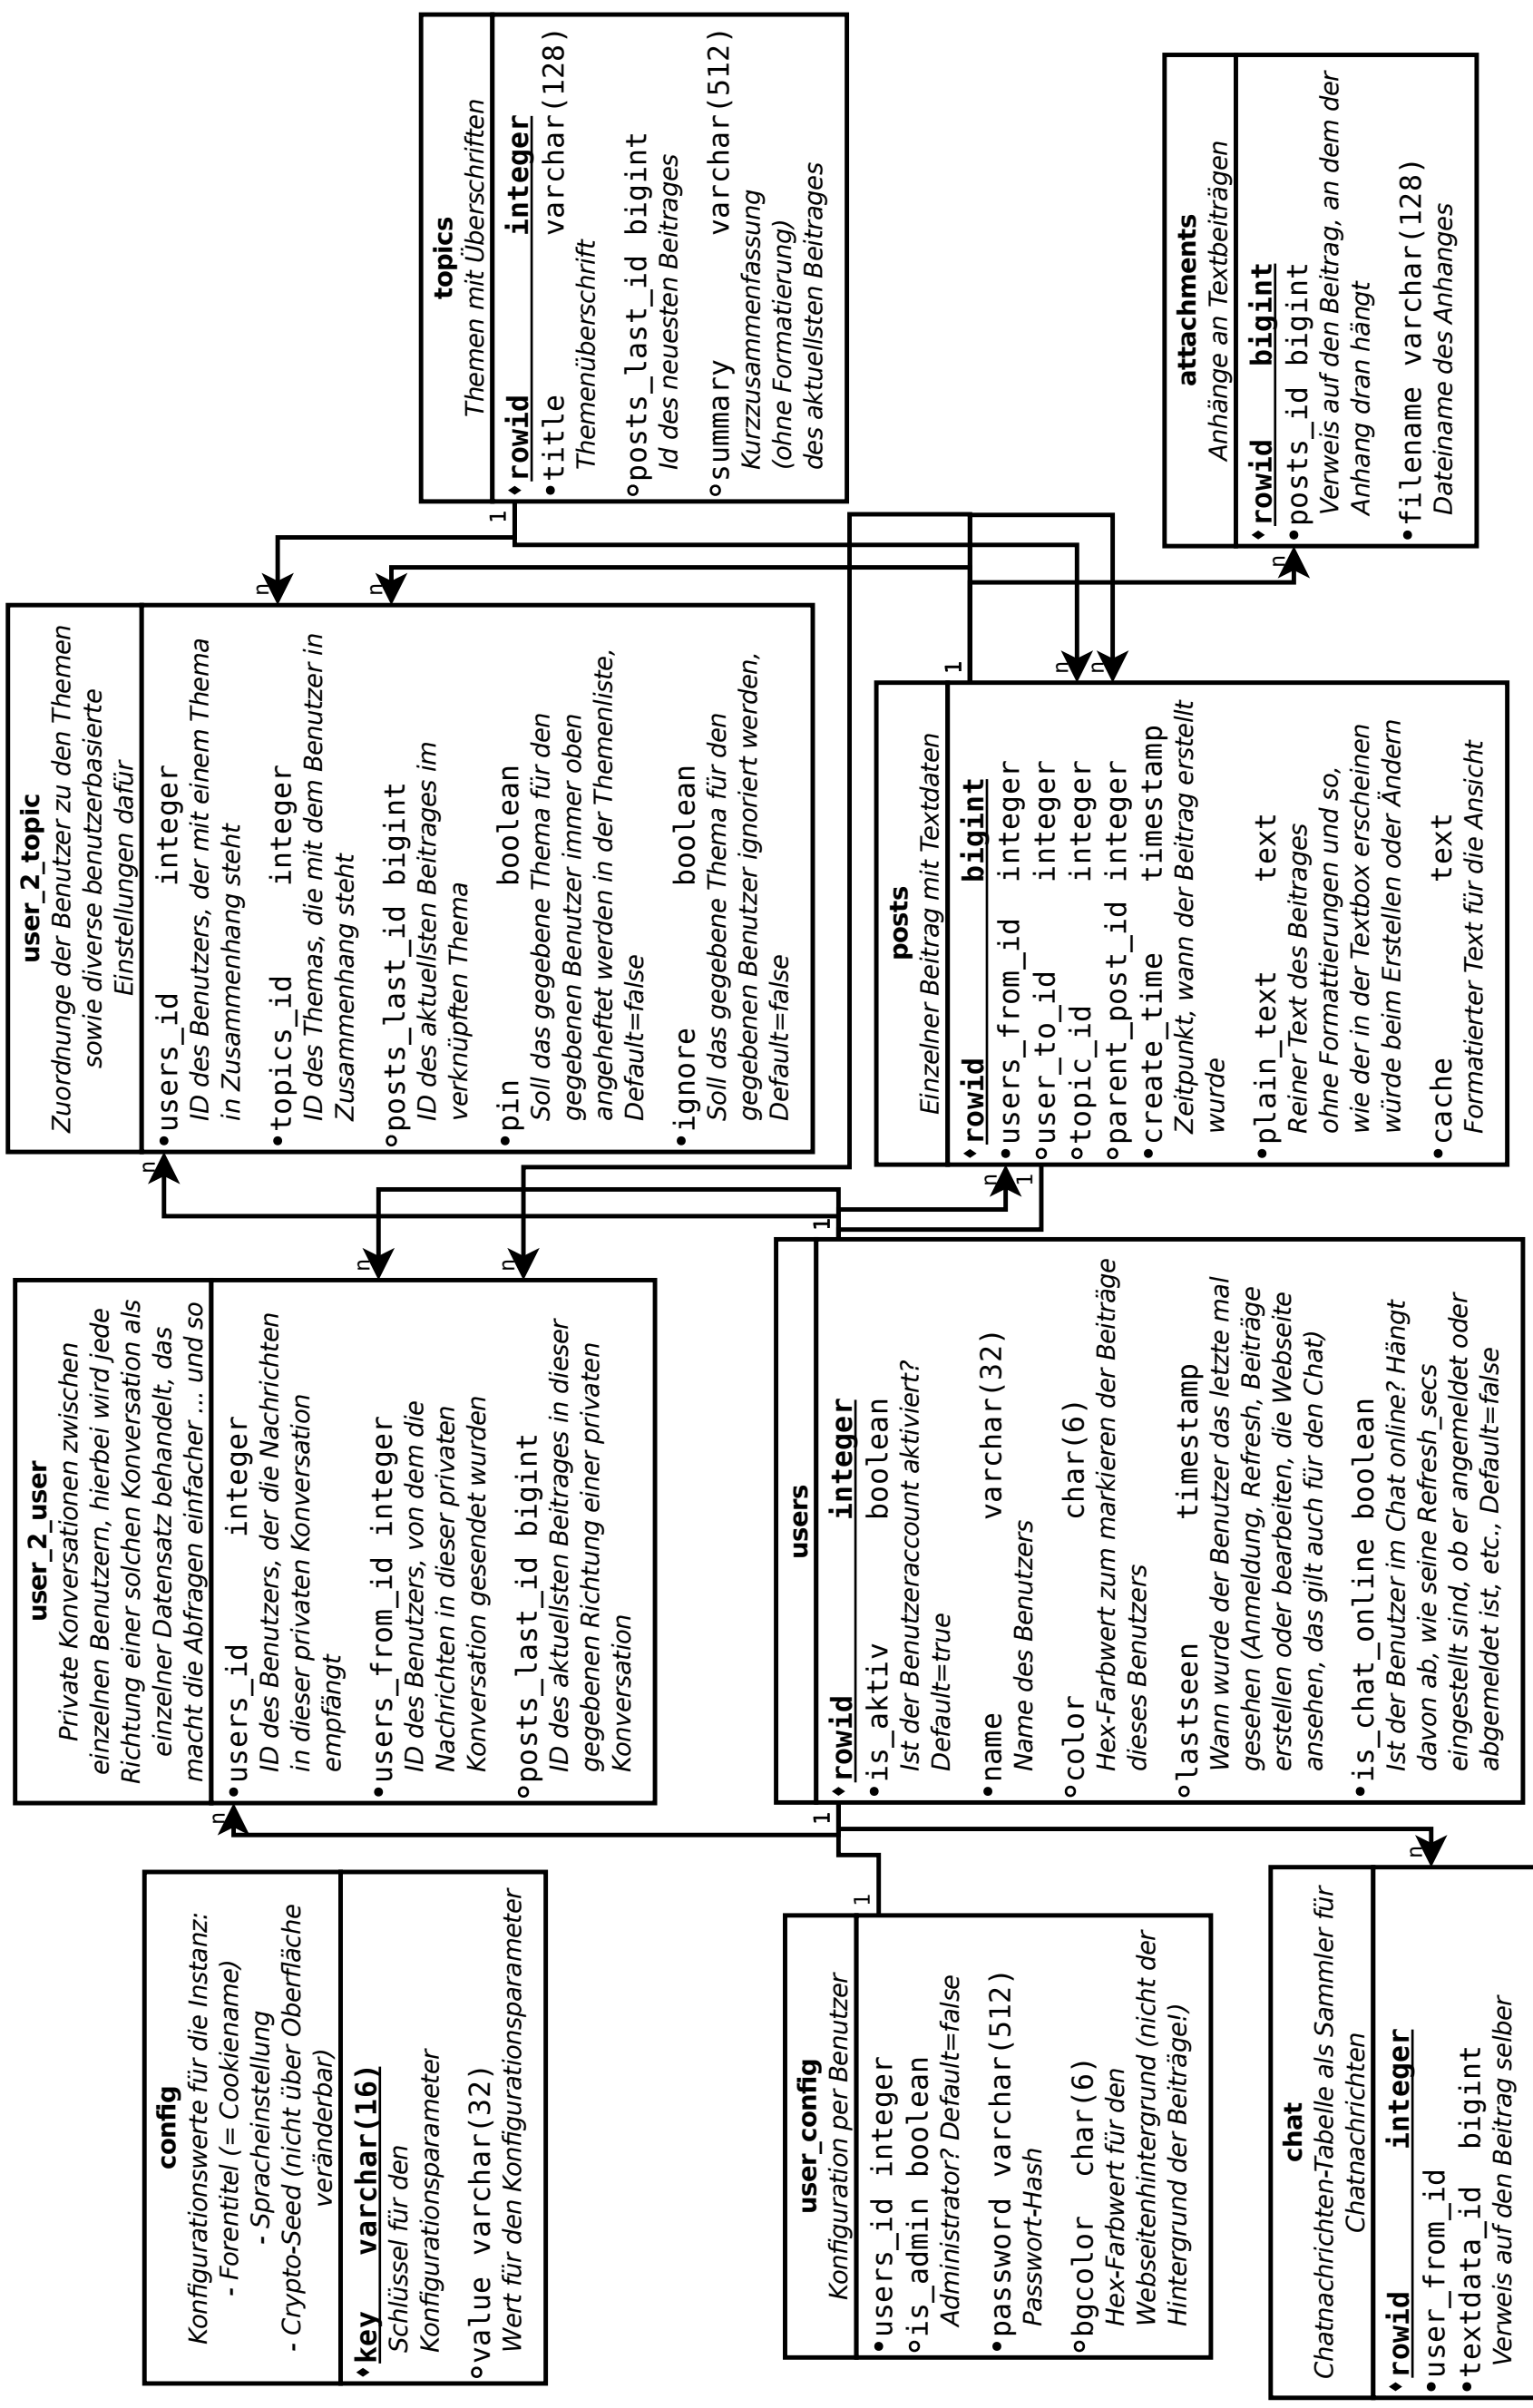 config
Konfigurationswerte für die Instanz:
- Forentitel (= Cookiename)
- Spracheinstellung
- Crypto-Seed (nicht über Oberfläche
veränderbar)
key varchar(16)
Schlüssel für den
Konfigurationsparameter
value varchar(32)
Wert für den Konfigurationsparameter
user_2_user
Private Konversationen zwischen
einzelnen Benutzern, hierbei wird jede
Richtung einer solchen Konversation als
einzelner Datensatz behandelt, das
macht die Abfragen einfacher ... und so
users_id integer
ID des Benutzers, der die Nachrichten
in dieser privaten Konversation
empfängt
users_from_id integer
ID des Benutzers, von dem die
Nachrichten in dieser privaten
Konversation gesendet wurden
posts_last_id bigint
ID des aktuellsten Beitrages in dieser
gegebenen Richtung einer privaten
Konversation
user_2_topic
Zuordnunge der Benutzer zu den Themen
sowie diverse benutzerbasierte
Einstellungen dafür
users_id integer
ID des Benutzers, der mit einem Thema
in Zusammenhang steht
topics_id integer
ID des Themas, die mit dem Benutzer in
Zusammenhang steht
posts_last_id bigint
ID des aktuellsten Beitrages im
verknüpften Thema
pin boolean
Soll das gegebene Thema für den
gegebenen Benutzer immer oben
angeheftet werden in der Themenliste,
Default=false
ignore boolean
Soll das gegebene Thema für den
gegebenen Benutzer ignoriert werden,
Default=false
topics
Themen mit Überschriften
rowid integer
title varchar(128)
Themenüberschrift
posts_last_id bigint
Id des neuesten Beitrages
summary varchar(512)
Kurzzusammenfassung
(ohne Formatierung)
des aktuellsten Beitrages
user_config
Konfiguration per Benutzer
users_id integer
is_admin boolean
Administrator? Default=false
password varchar(512)
Passwort-Hash
bgcolor char(6)
Hex-Farbwert für den
Webseitenhintergrund (nicht der
Hintergrund der Beiträge!)
users
rowid integer
is_aktiv boolean
Ist der Benutzeraccount aktiviert?
Default=true
name varchar(32)
Name des Benutzers
color char(6)
Hex-Farbwert zum markieren der Beiträge
dieses Benutzers
lastseen timestamp
Wann wurde der Benutzer das letzte mal
gesehen (Anmeldung, Refresh, Beiträge
erstellen oder bearbeiten, die Webseite
ansehen, das gilt auch für den Chat)
is_chat_online boolean
Ist der Benutzer im Chat online? Hängt
davon ab, wie seine Refresh_secs
eingestellt sind, ob er angemeldet oder
abgemeldet ist, etc., Default=false
posts
Einzelner Beitrag mit Textdaten
rowid bigint
users_from_id integer
user_to_id integer
topic_id integer
parent_post_id integer
create_time timestamp
Zeitpunkt, wann der Beitrag erstellt
wurde
plain_text text
Reiner Text des Beitrages
ohne Formattierungen und so,
wie der in der Textbox erscheinen
würde beim Erstellen oder Ändern
cache text
Formatierter Text für die Ansicht
attachments
Anhänge an Textbeiträgen
rowid bigint
posts_id bigint
Verweis auf den Beitrag, an dem der
Anhang dran hängt
filename varchar(128)
Dateiname des Anhanges
chat
Chatnachrichten-Tabelle als Sammler für
Chatnachrichten
rowid integer
user_from_id
textdata_id bigint
Verweis auf den Beitrag selber
1
1
1
1
1
1
n
n
n
n
n
n
n
n
n
n